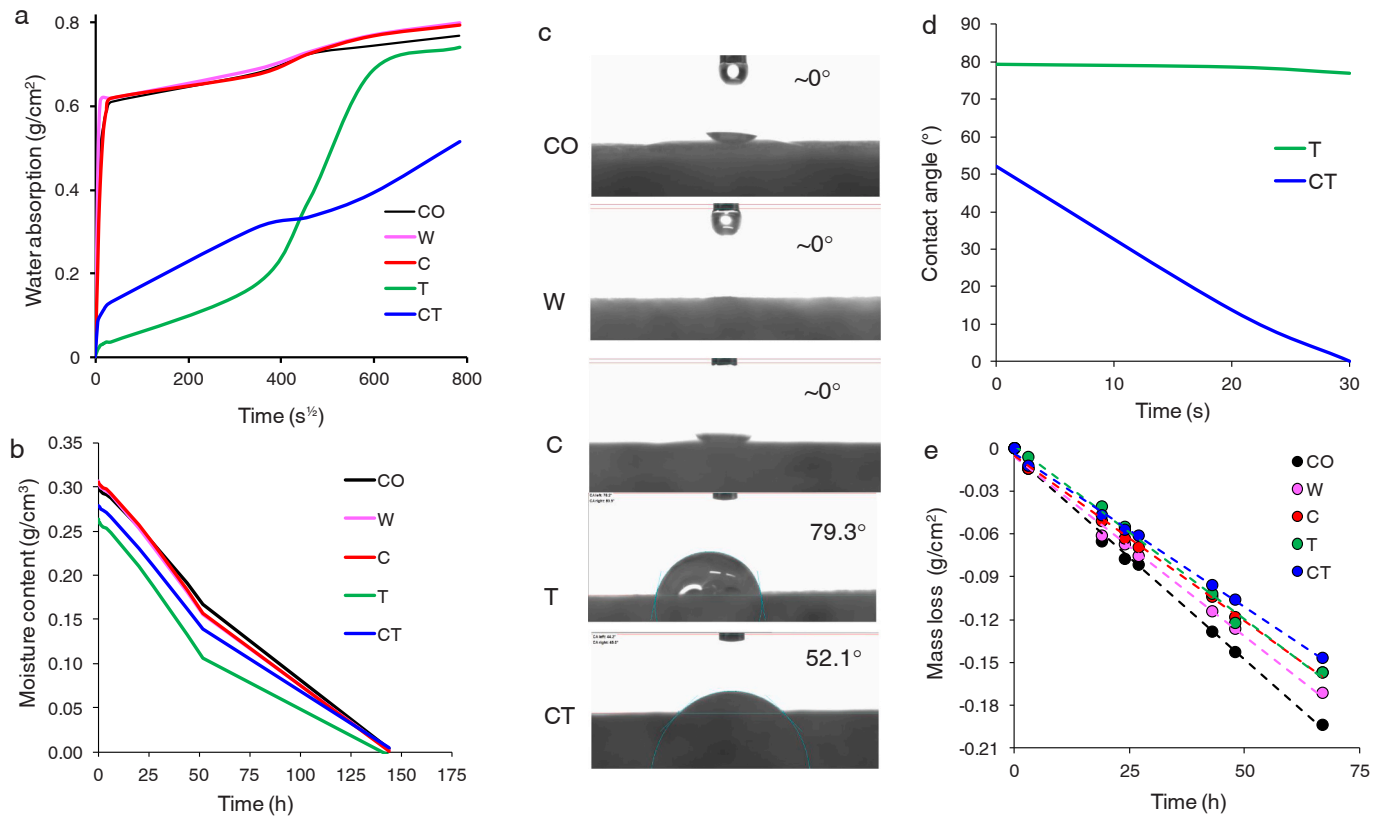 a
0.8
0.6
0.4
0.2
0
Water absorption (g/cm²)
0 200 400 600 800
Time (s½)
CO
W
C
T
CT
b
0.35
0.30
0.25
0.20
0.15
0.10
0.05
0.00
Moisture content (g/cm³)
0 25 50 75 100 125 150 175
Time (h)
CO
W
C
T
CT
c
CO
~0°
W
~0°
C
~0°
T
79.3°
CT
52.1°
d
90
80
70
60
50
40
30
20
10
0
Contact angle (°)
0 10 20 30
Time (s)
T
CT
e
0
-0.03
-0.06
-0.09
-0.12
-0.15
-0.18
-0.21
Mass loss (g/cm²)
0 25 50 75
Time (h)
CO
W
C
T
CT